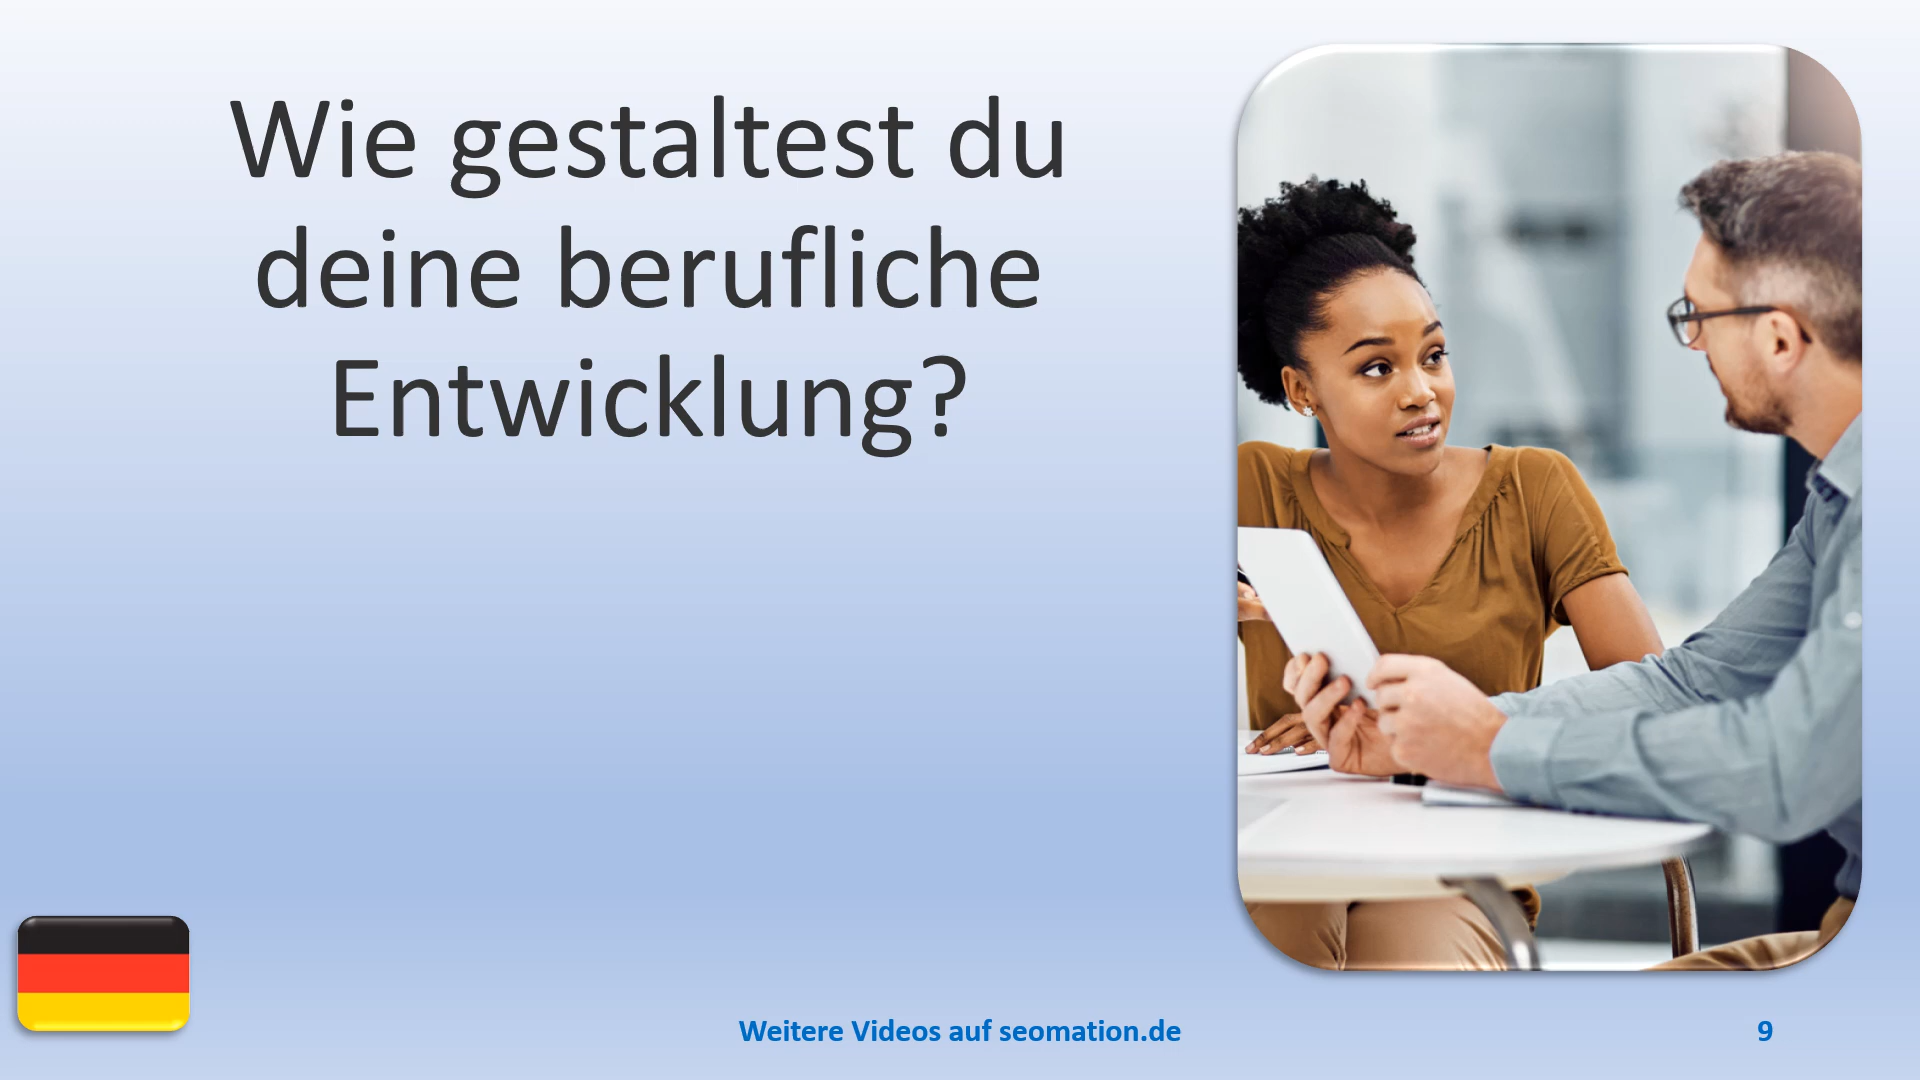 Wie gestaltest du
deine berufliche
Entwicklung?
Weitere Videos auf seomation.de
9